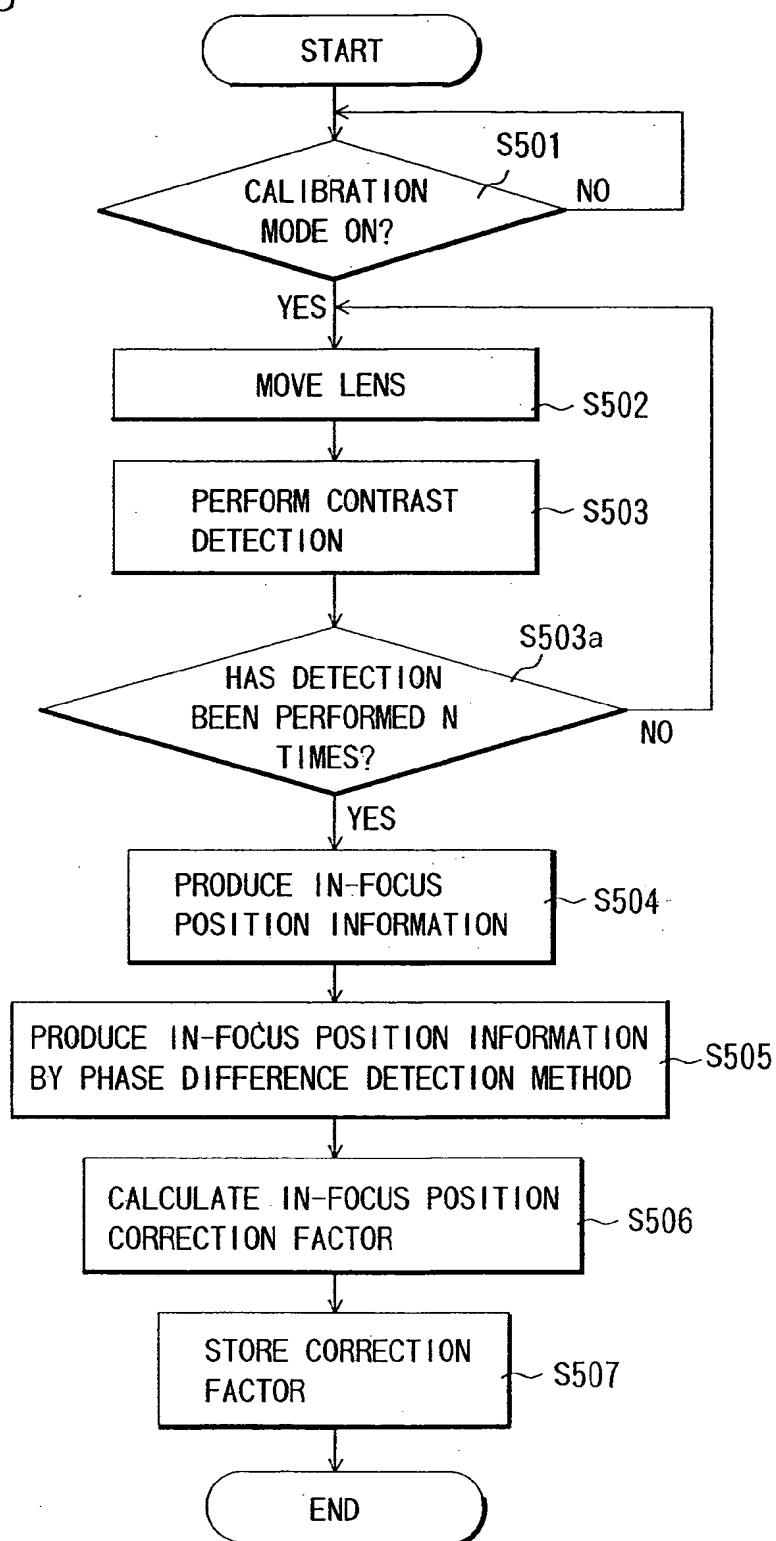 START
S501
CALIBRATION
MODE ON?
NO
YES
MOVE LENS
S502
PERFORM CONTRAST
DETECTION
S503
S503a
HAS DETECTION
BEEN PERFORMED N
TIMES?
NO
YES
PRODUCE IN-FOCUS
POSITION INFORMATION
S504
PRODUCE IN-FOCUS POSITION INFORMATION
BY PHASE DIFFERENCE DETECTION METHOD
S505
CALCULATE IN-FOCUS POSITION
CORRECTION FACTOR
S506
STORE CORRECTION
FACTOR
S507
END